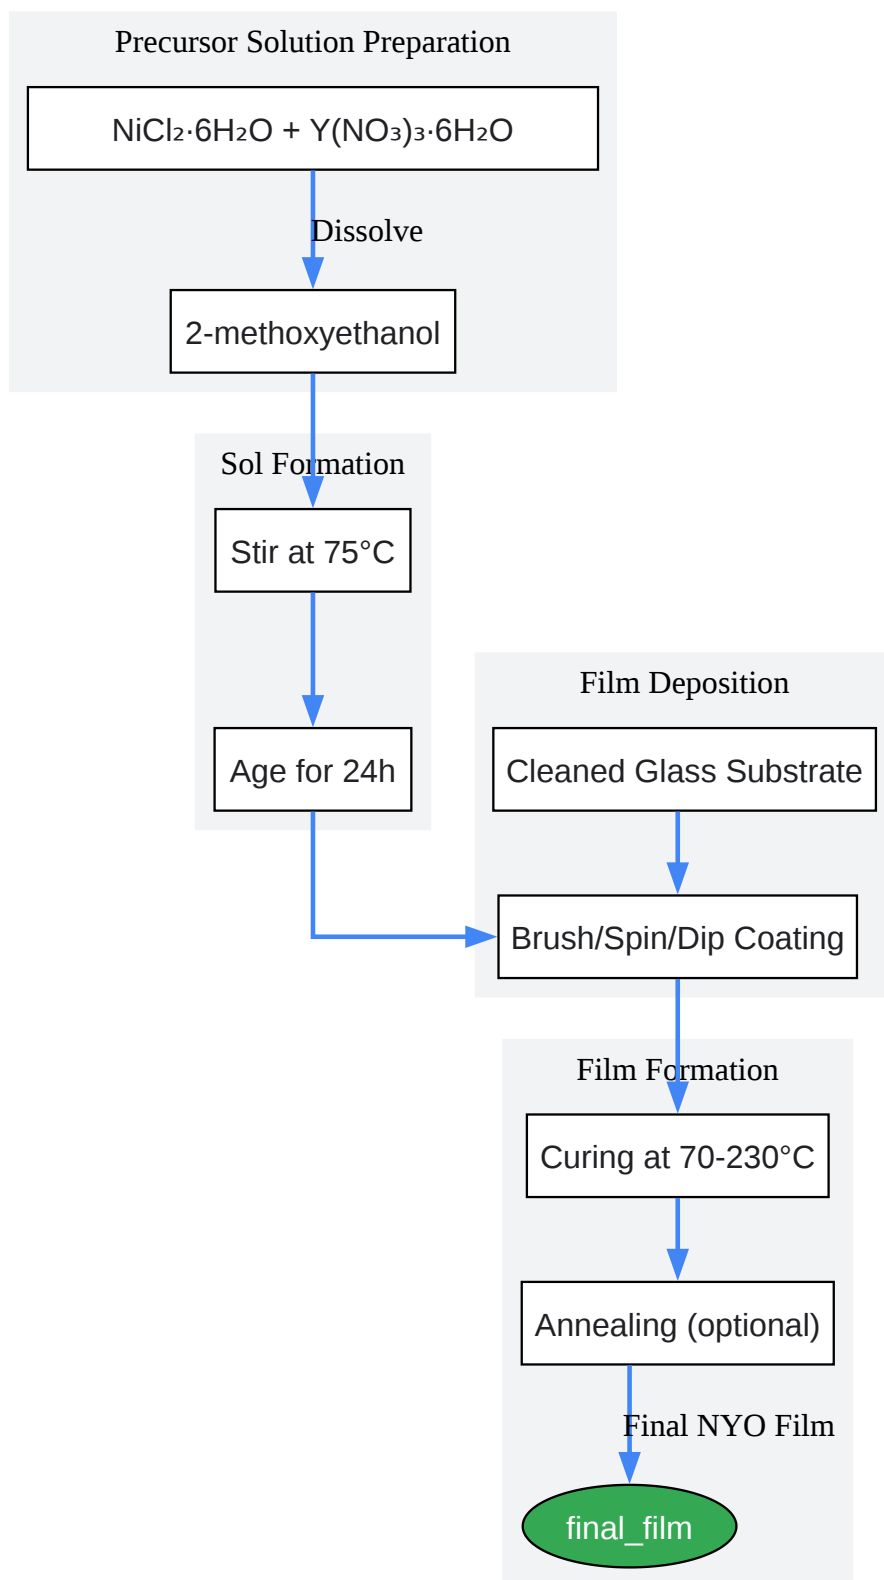 Precursor Solution Preparation
NiCl₂·6H₂O + Y(NO₃)₃·6H₂O
Dissolve
2-methoxyethanol
Sol Formation
Stir at 75°C
Age for 24h
Film Deposition
Cleaned Glass Substrate
Brush/Spin/Dip Coating
Film Formation
Curing at 70-230°C
Annealing (optional)
Final NYO Film
final_film